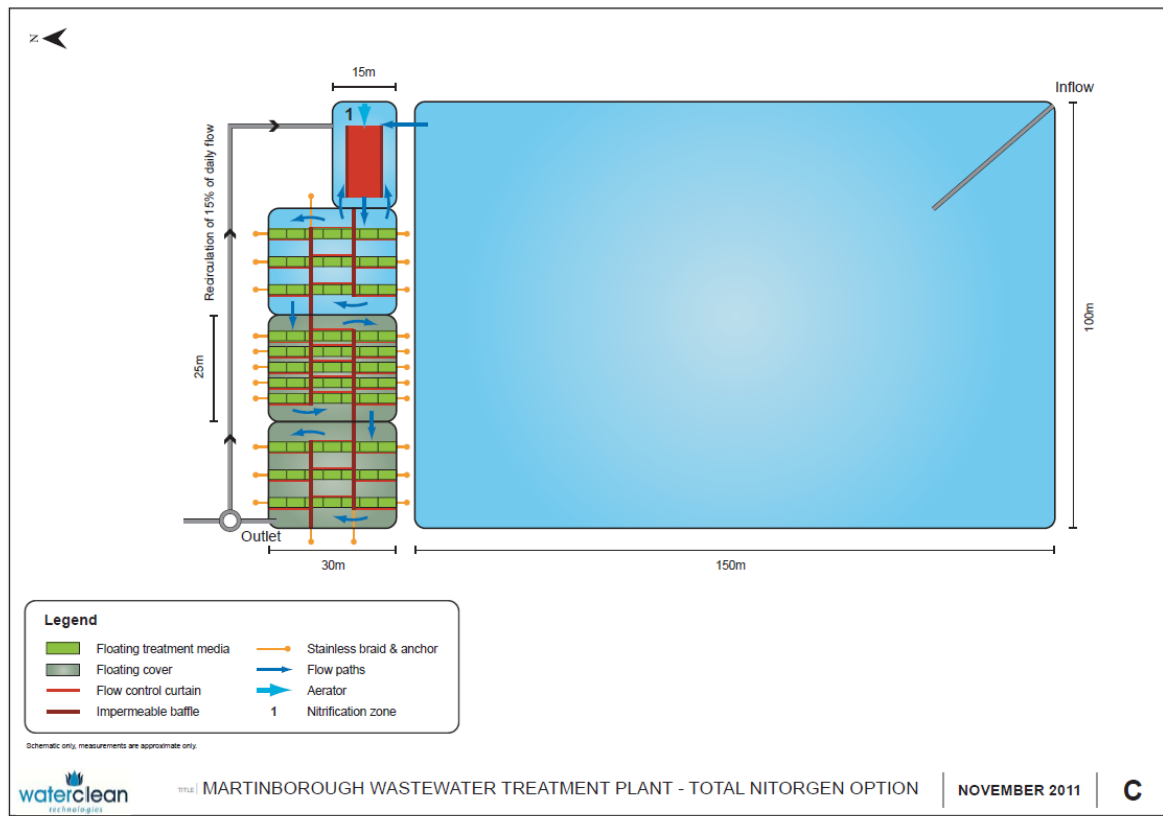 N
15m
Inflow
1
Recirculation of 15% of daily flow
100m
25m
Outlet
30m
150m
Legend
Floating treatment media
Stainless braid & anchor
Floating cover
Flow paths
Flow control curtain
Aerator
Impermeable baffle
1 Nitrification zone
Schematic only, measurements are approximate only.
waterclean
technologies
TITLE | MARTINBOROUGH WASTEWATER TREATMENT PLANT - TOTAL NITORGEN OPTION
NOVEMBER 2011
C